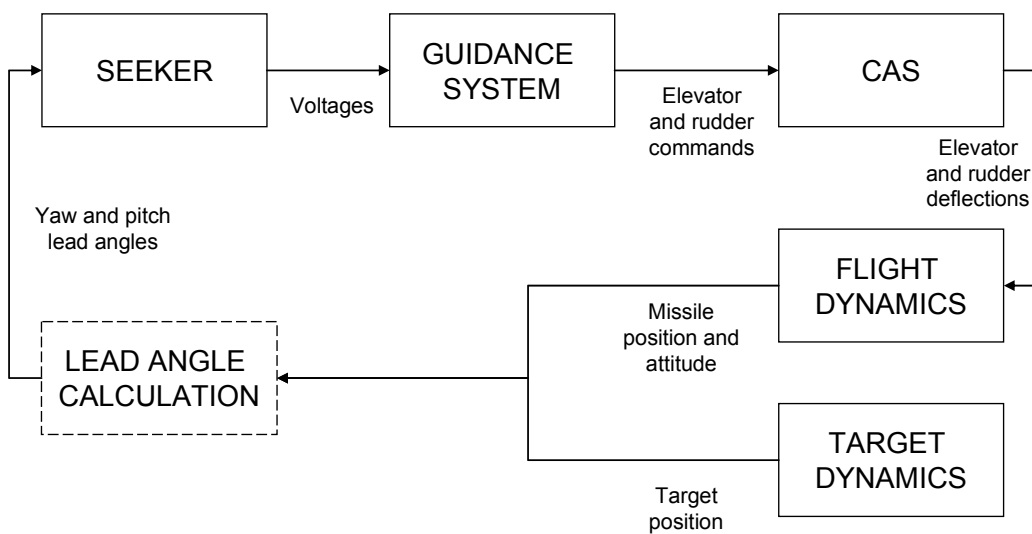 SEEKER
Voltages
GUIDANCE
SYSTEM
Elevator
and rudder
commands
CAS
Elevator
and rudder
deflections
FLIGHT
DYNAMICS
Missile
position and
attitude
TARGET
DYNAMICS
Target
position
LEAD ANGLE
CALCULATION
Yaw and pitch
lead angles